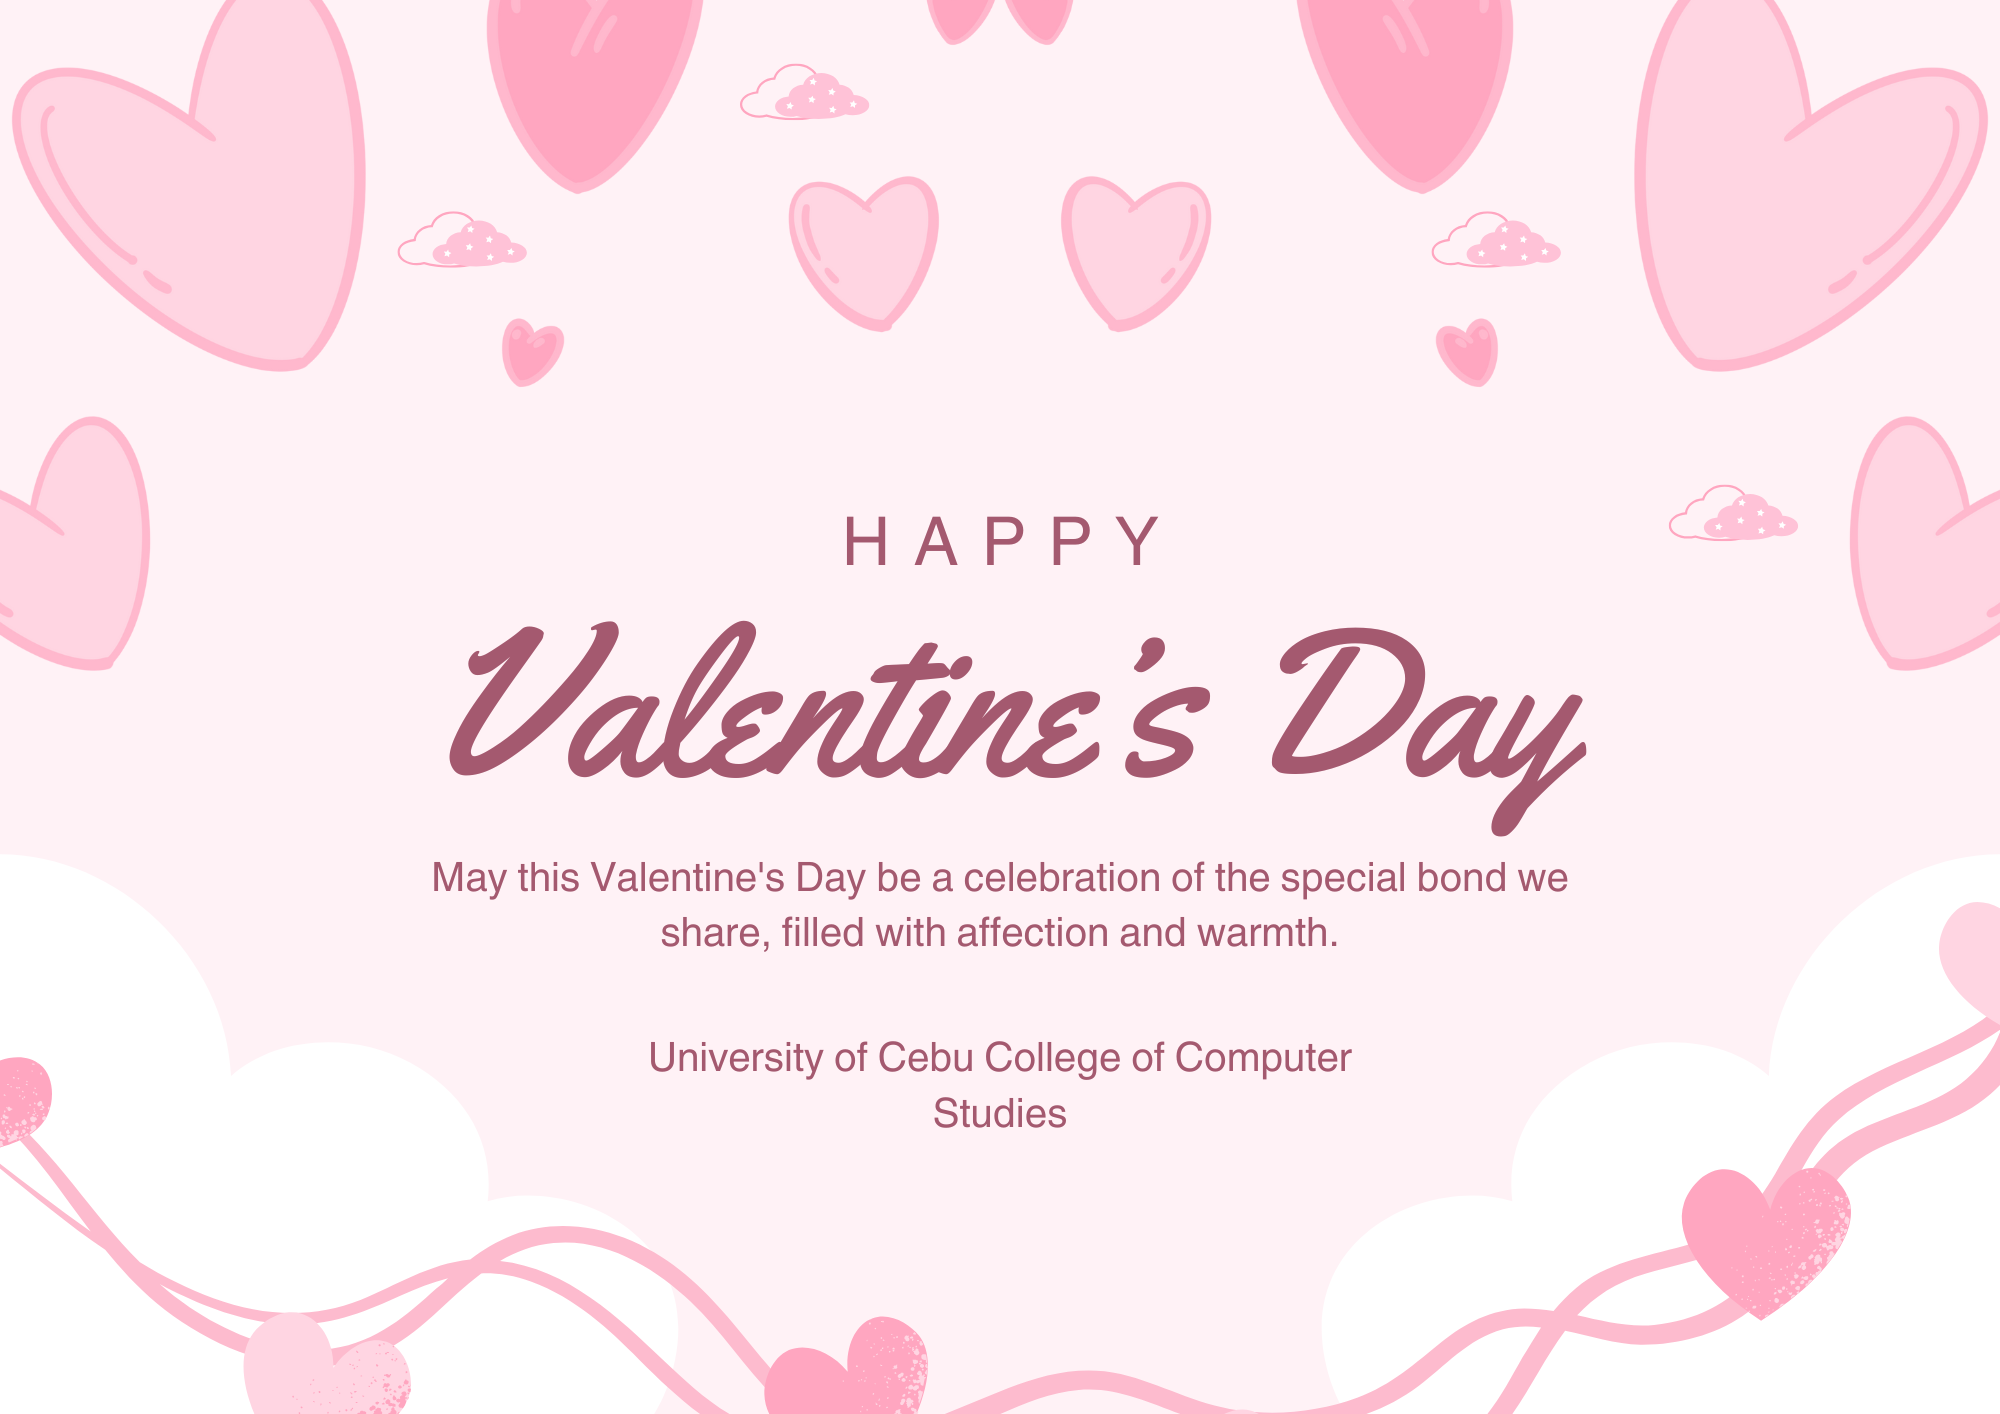 HAPPY
Valentine’s Day
May this Valentine's Day be a celebration of the special bond we
share, filled with affection and warmth.
University of Cebu College of Computer
Studies